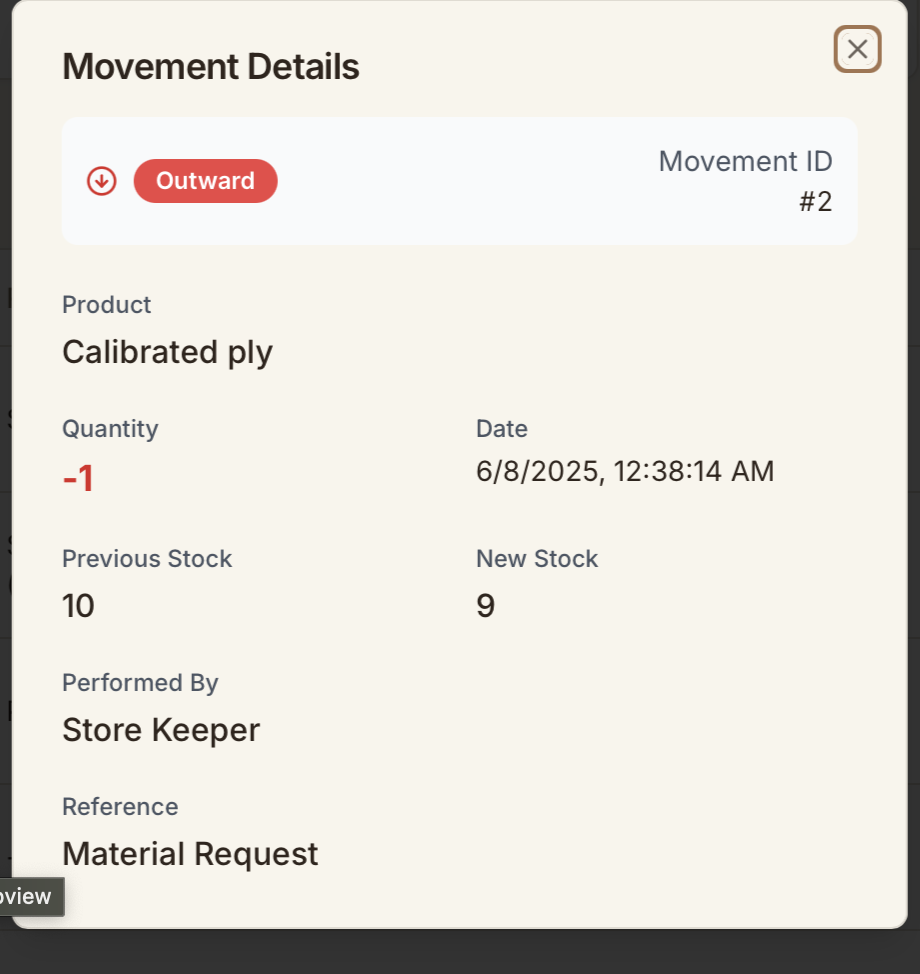 Movement Details
Outward
Movement ID
#2
Product
Calibrated ply
Quantity
Date
-1
6/8/2025, 12:38:14 AM
Previous Stock
New Stock
10
9
Performed By
Store Keeper
Reference
Material Request